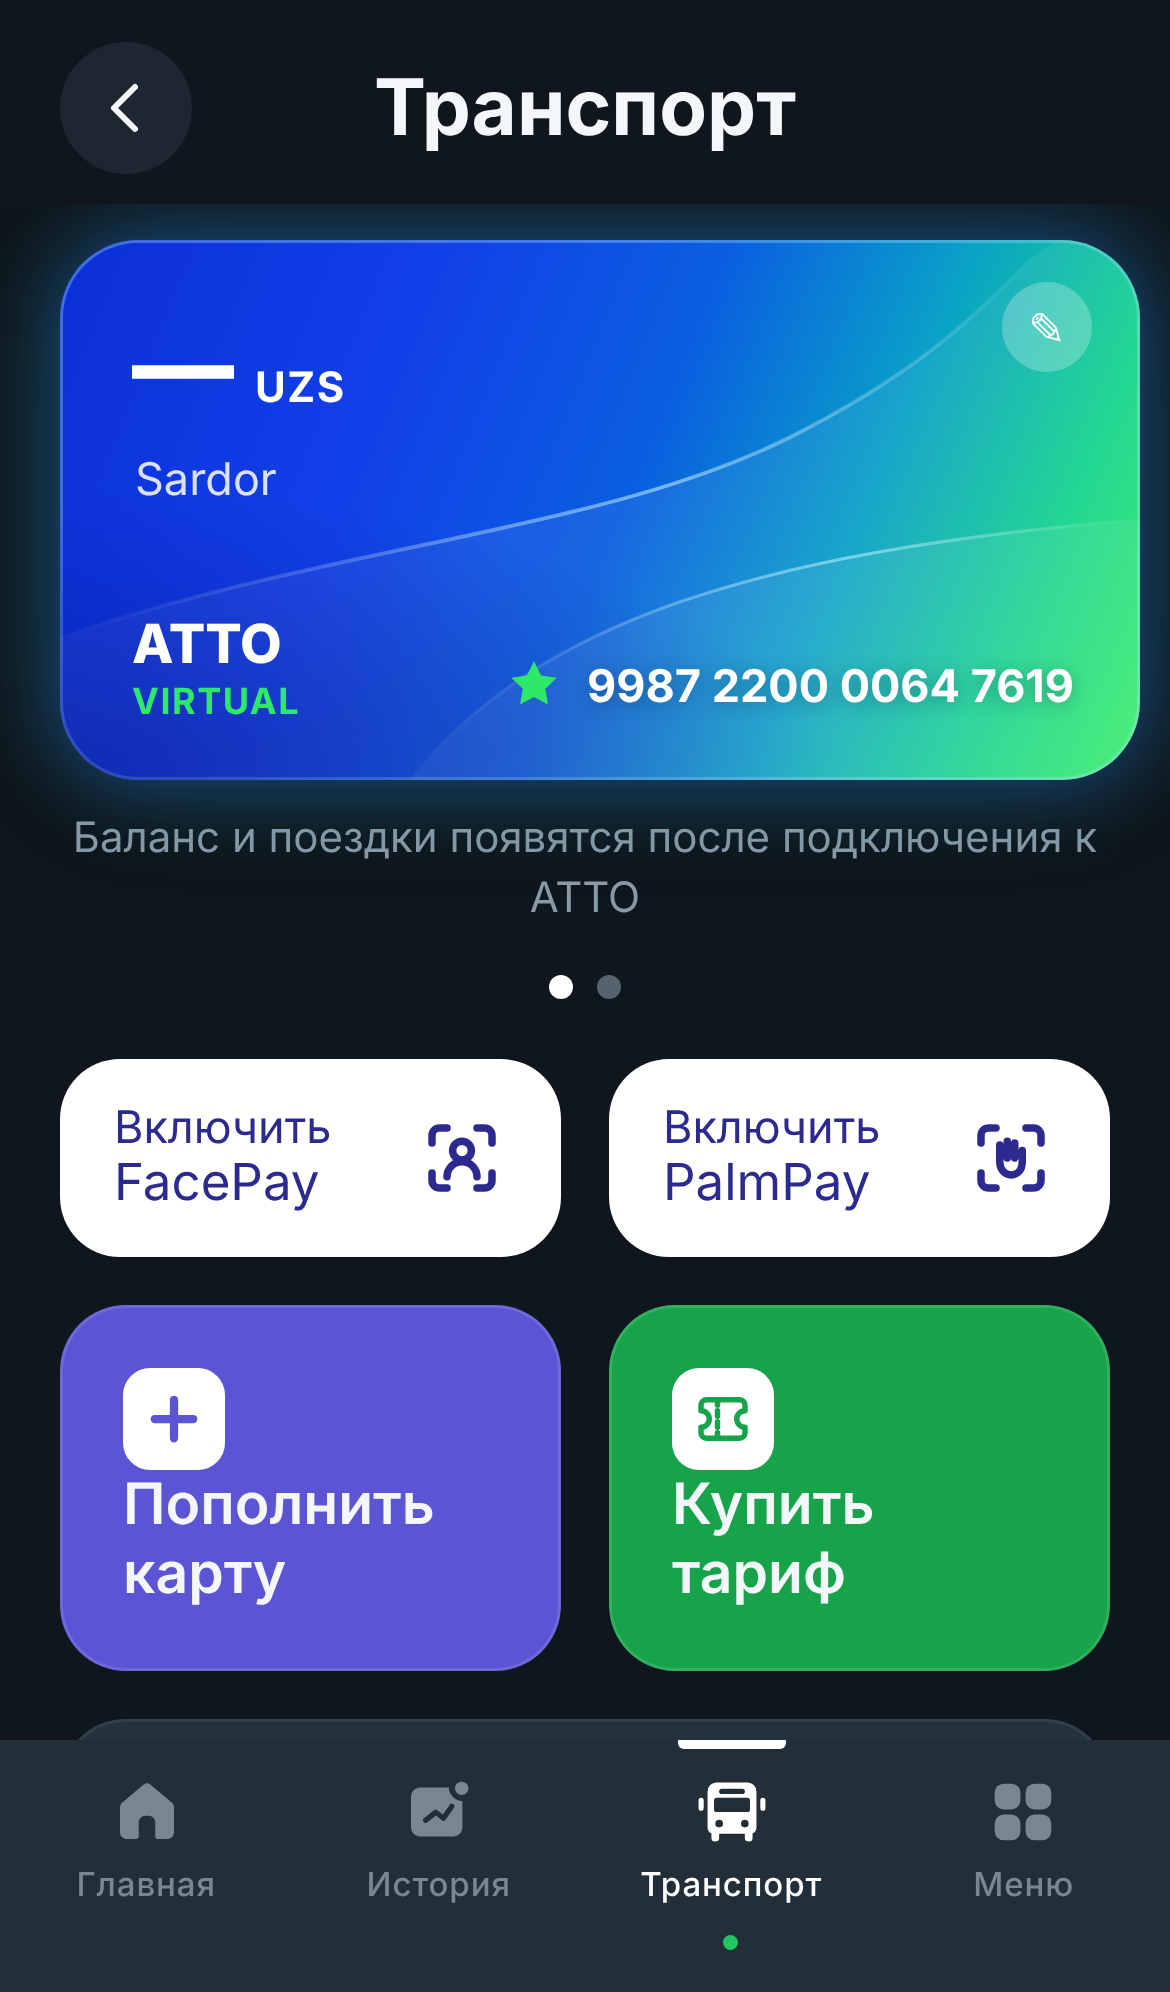 Транспорт
— UZS
Sardor
ATTO
VIRTUAL
9987 2200 0064 7619
Баланс и поездки появятся после подключения к
АТТО
Включить
FacePay
Включить
PalmPay
Пополнить
карту
Купить
тариф
Главная
История
Транспорт
Меню